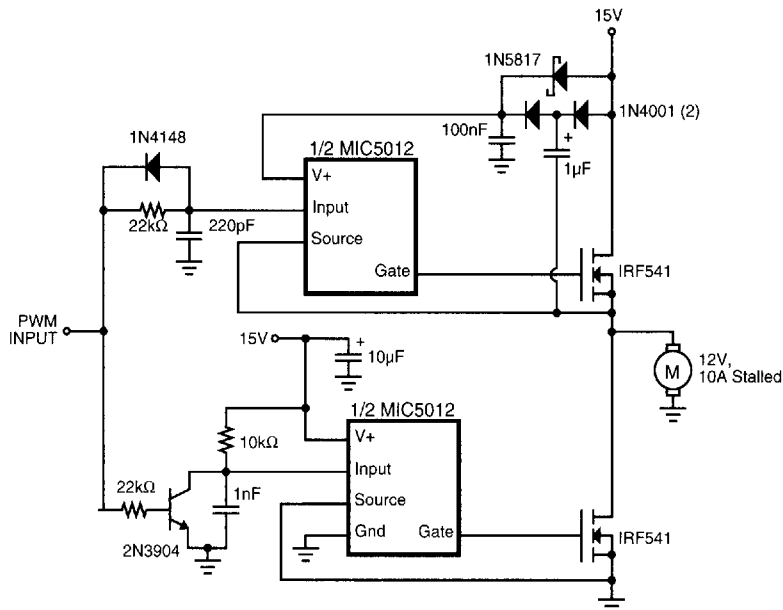 15V
1N5817
1N4001 (2)
100nF
+
1µF
1N4148
1/2 MIC5012
V+
Input
Source
Gate
22kΩ
220pF
IRF541
PWM
INPUT
15V
+
10µF
M
12V,
10A Stalled
1/2 MIC5012
10kΩ
V+
Input
Source
Gnd
Gate
22kΩ
1nF
2N3904
IRF541